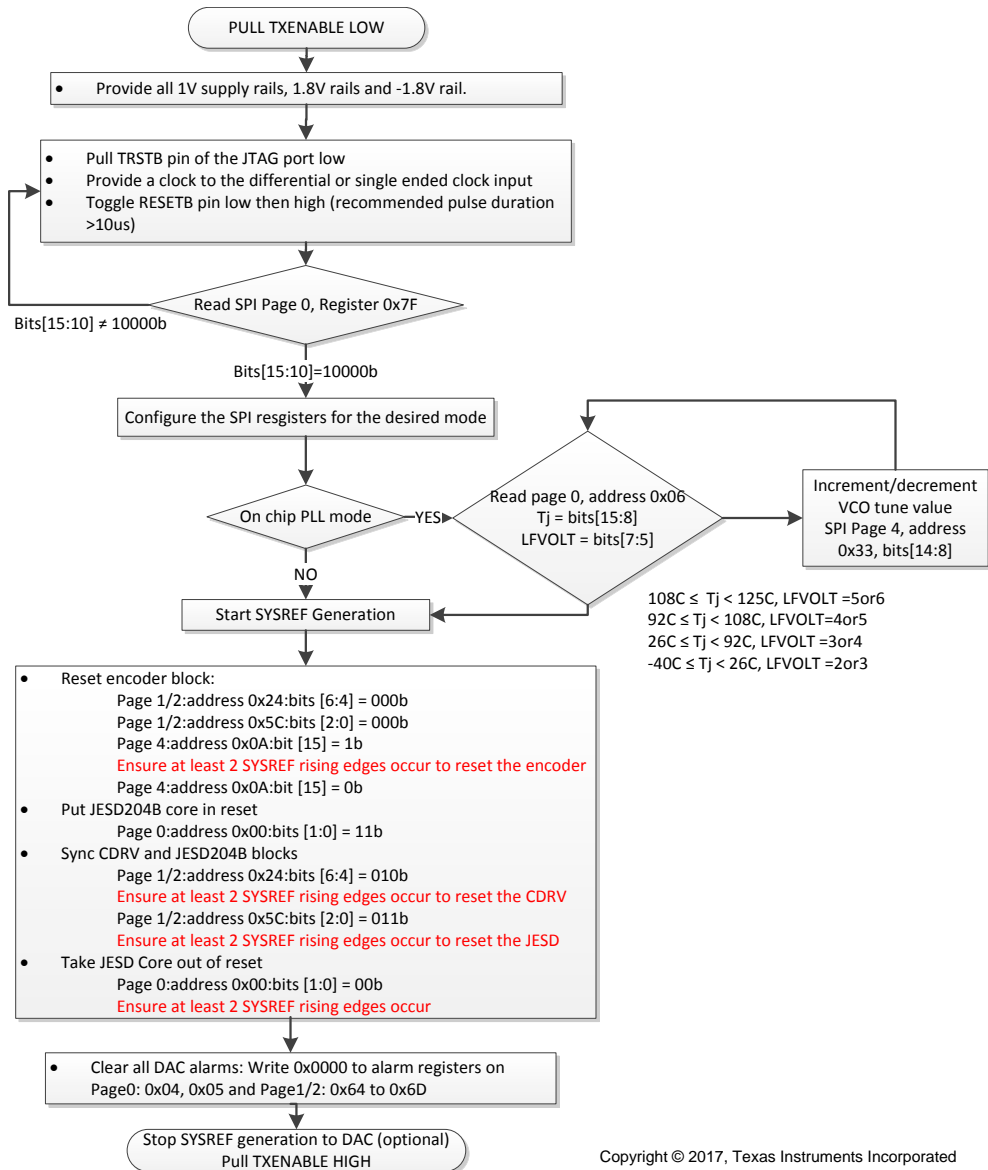 PULL TXENABLE LOW
• Provide all 1V supply rails, 1.8V rails and -1.8V rail.
• Pull TRSTB pin of the JTAG port low
• Provide a clock to the differential or single ended clock input
• Toggle RESETB pin low then high (recommended pulse duration
>10us)
Read SPI Page 0, Register 0x7F
Bits[15:10] ≠ 10000b
Bits[15:10]=10000b
Configure the SPI resgisters for the desired mode
On chip PLL mode
YES
Read page 0, address 0x06
Tj = bits[15:8]
LFVOLT = bits[7:5]
Increment/decrement
VCO tune value
SPI Page 4, address
0x33, bits[14:8]
NO
108C ≤ Tj < 125C, LFVOLT =5or6
92C ≤ Tj < 108C, LFVOLT=4or5
26C ≤ Tj < 92C, LFVOLT =3or4
-40C ≤ Tj < 26C, LFVOLT =2or3
Start SYSREF Generation
• Reset encoder block:
Page 1/2:address 0x24:bits [6:4] = 000b
Page 1/2:address 0x5C:bits [2:0] = 000b
Page 4:address 0x0A:bit [15] = 1b
Ensure at least 2 SYSREF rising edges occur to reset the encoder
Page 4:address 0x0A:bit [15] = 0b
• Put JESD204B core in reset
Page 0:address 0x00:bits [1:0] = 11b
• Sync CDRV and JESD204B blocks
Page 1/2:address 0x24:bits [6:4] = 010b
Ensure at least 2 SYSREF rising edges occur to reset the CDRV
Page 1/2:address 0x5C:bits [2:0] = 011b
Ensure at least 2 SYSREF rising edges occur to reset the JESD
• Take JESD Core out of reset
Page 0:address 0x00:bits [1:0] = 00b
Ensure at least 2 SYSREF rising edges occur
• Clear all DAC alarms: Write 0x0000 to alarm registers on
Page0: 0x04, 0x05 and Page1/2: 0x64 to 0x6D
Stop SYSREF generation to DAC (optional)
Pull TXENABLE HIGH
Copyright © 2017, Texas Instruments Incorporated